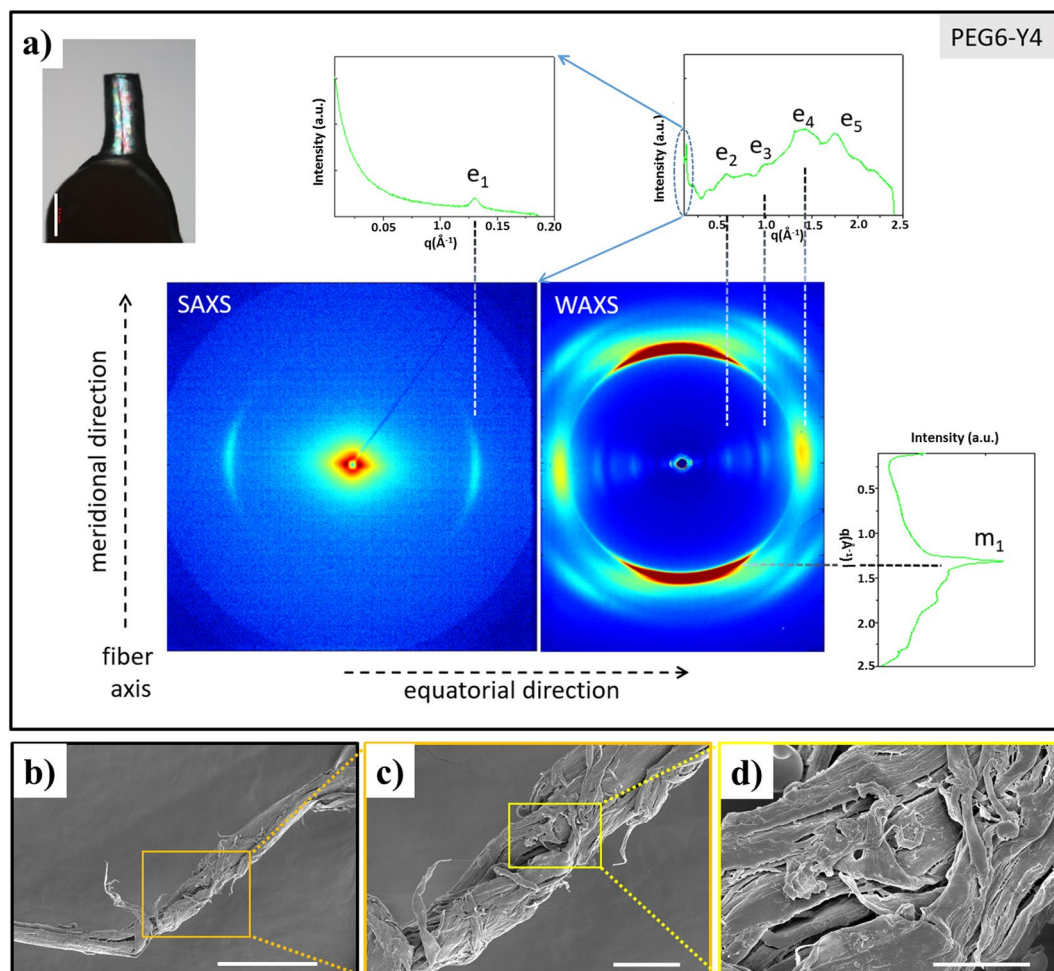 a)
PEG6-Y4
Intensity (a.u.)
e1
0.05
1.0
0.15
0.20
q(Å-1)
Intensity (a.u.)
e2
e3
e4
e5
0.5
1.0
1.5
2.0
2.5
q(Å-1)
SAXS
WAXS
meridional direction
fiber
axis
equatorial direction
Intensity (a.u.)
q(Å-1)
0.5
1.0
1.5
2.0
2.5
m1
b)
c)
d)